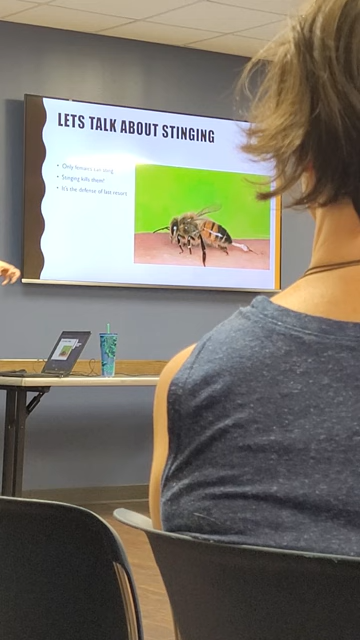 LETS TALK ABOUT STINGING
• Only females can sting
• Stinging kills them!
• It's the defense of last resort